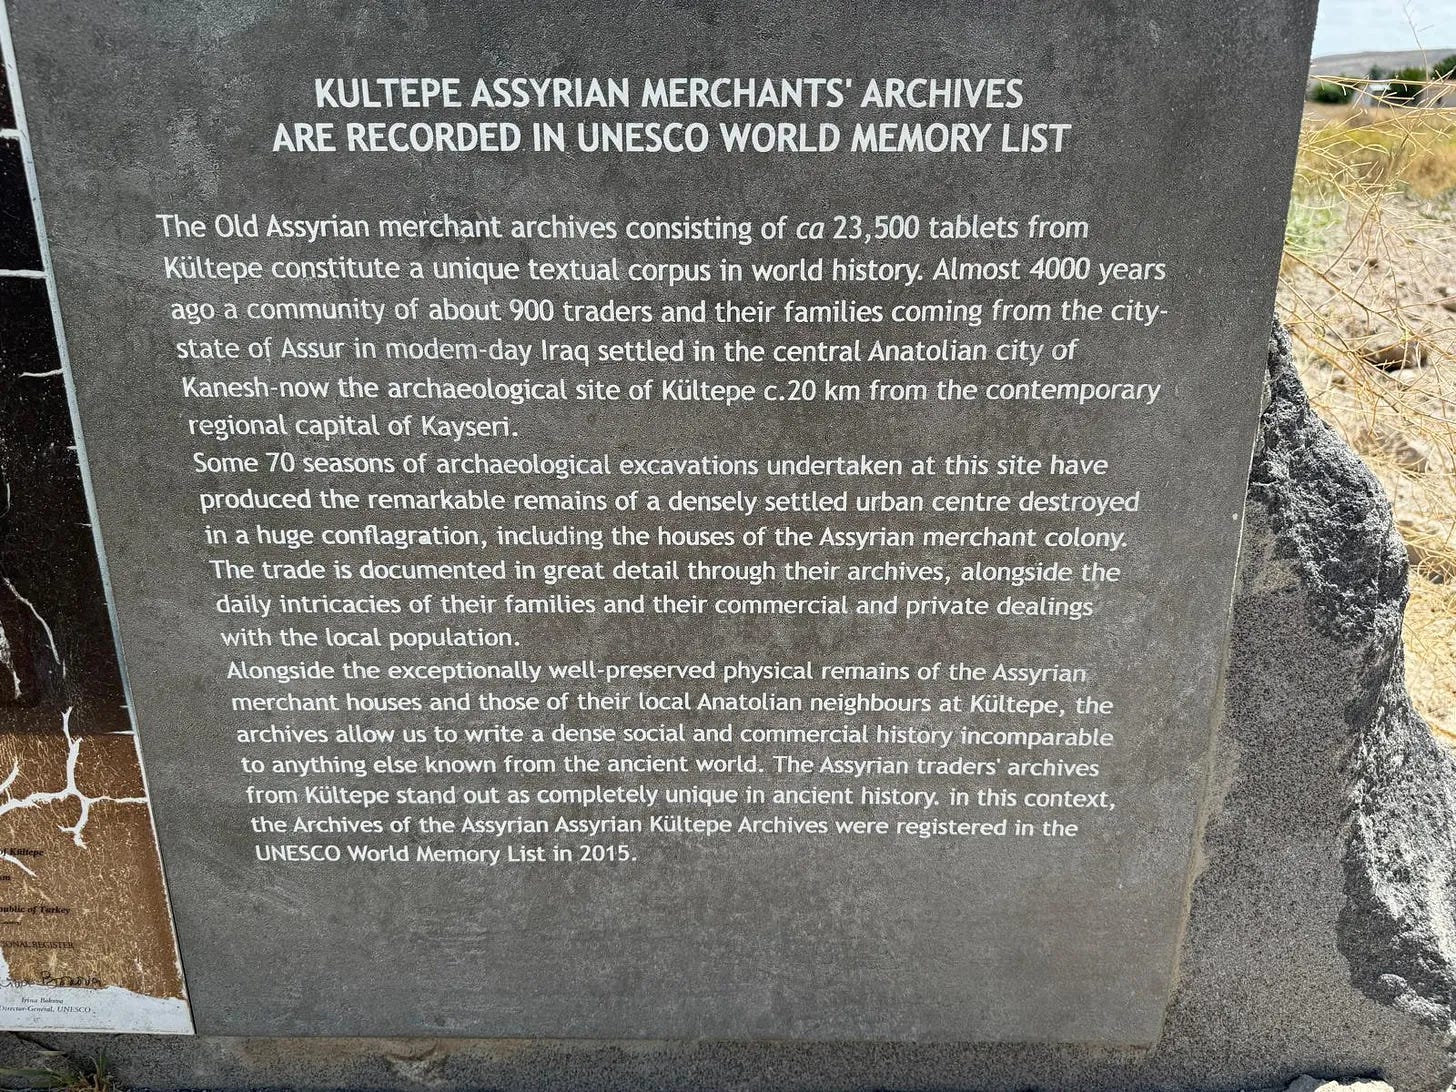 KULTEPE ASSYRIAN MERCHANTS' ARCHIVES
ARE RECORDED IN UNESCO WORLD MEMORY LIST
The Old Assyrian merchant archives consisting of ca 23,500 tablets from
Kültepe constitute a unique textual corpus in world history. Almost 4000 years
ago a community of about 900 traders and their families coming from the city-
state of Assur in modem-day Iraq settled in the central Anatolian city of
Kanesh-now the archaeological site of Kültepe c.20 km from the contemporary
regional capital of Kayseri.
Some 70 seasons of archaeological excavations undertaken at this site have
produced the remarkable remains of a densely settled urban centre destroyed
in a huge conflagration, including the houses of the Assyrian merchant colony.
The trade is documented in great detail through their archives, alongside the
daily intricacies of their families and their commercial and private dealings
with the local population.
Alongside the exceptionally well-preserved physical remains of the Assyrian
merchant houses and those of their local Anatolian neighbours at Kültepe, the
archives allow us to write a dense social and commercial history incomparable
to anything else known from the ancient world. The Assyrian traders' archives
from Kültepe stand out as completely unique in ancient history. in this context,
the Archives of the Assyrian Assyrian Kültepe Archives were registered in the
UNESCO World Memory List in 2015.
of Kültepe
public of Turkey
REGISTER
Irina Bokova
Director-General, UNESCO